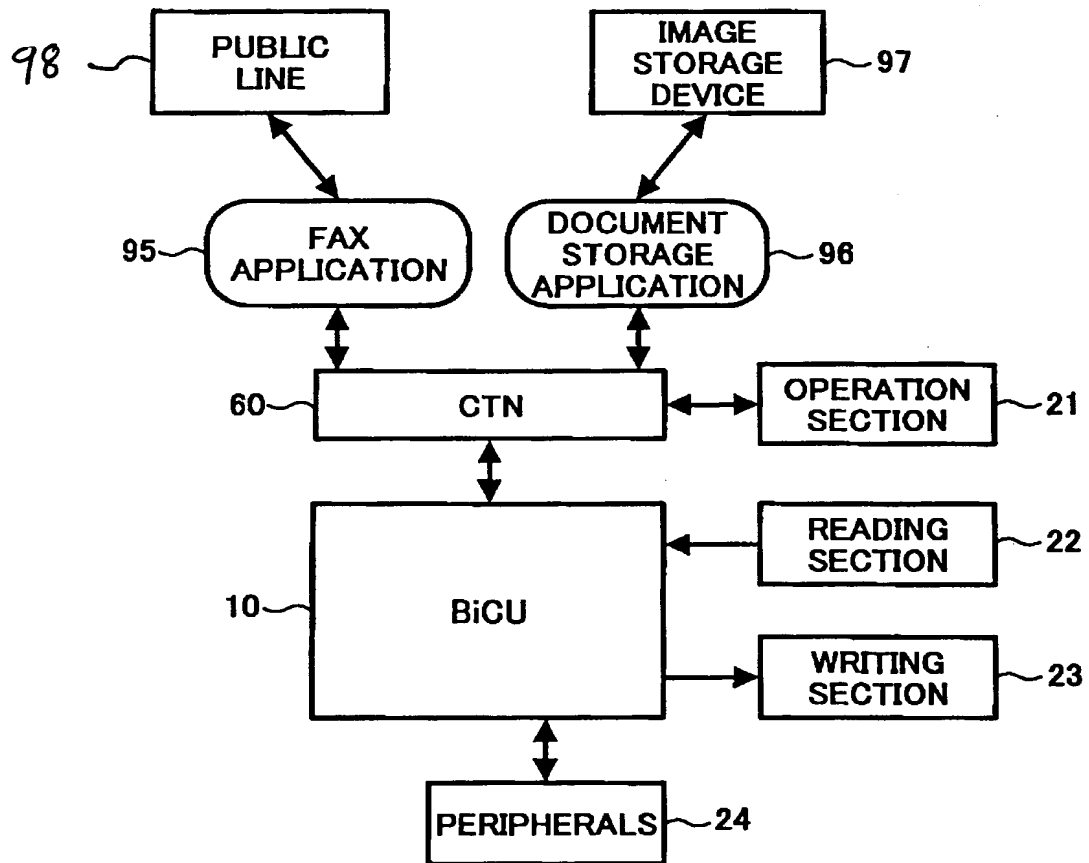 98
PUBLIC
LINE
IMAGE
STORAGE
DEVICE
97
95
FAX
APPLICATION
DOCUMENT
STORAGE
APPLICATION
96
60
CTN
OPERATION
SECTION
21
READING
SECTION
22
10
BiCU
WRITING
SECTION
23
PERIPHERALS
24